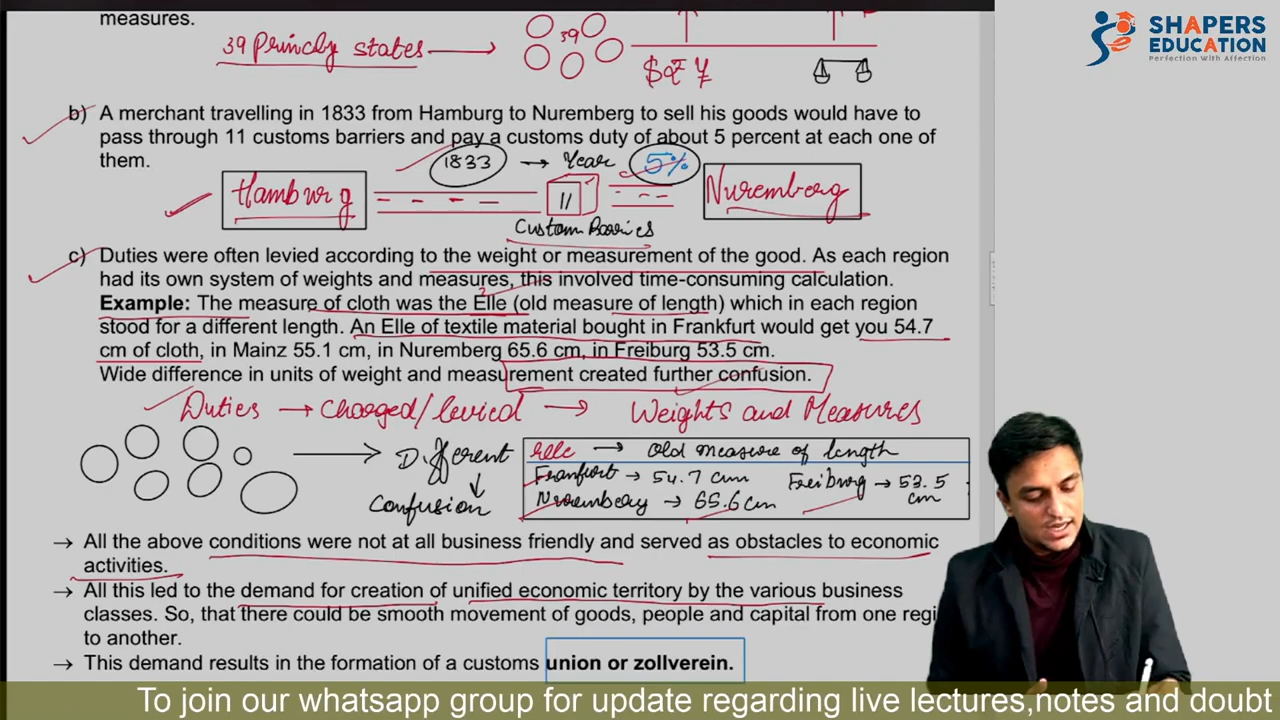 measures.
39 Princly states
39
$ ₹ ¥
SHAPERS
EDUCATION
Perfection With Affection
b) A merchant travelling in 1833 from Hamburg to Nuremberg to sell his goods would have to
pass through 11 customs barriers and pay a customs duty of about 5 percent at each one of
them.
1833 → Year 5%
Hamburg 11 Nuremberg
Custom Barries
c) Duties were often levied according to the weight or measurement of the good. As each region
had its own system of weights and measures, this involved time-consuming calculation.
Example: The measure of cloth was the Elle (old measure of length) which in each region
stood for a different length. An Elle of textile material bought in Frankfurt would get you 54.7
cm of cloth, in Mainz 55.1 cm, in Nuremberg 65.6 cm, in Freiburg 53.5 cm.
Wide difference in units of weight and measurement created further confusion.
Duties → Charged/levied → Weights and Measures
Different
Confusion
→ Old measure of length
Franfurt → 54.7 cm Freiburg → 53.5
→ 65.6 cm cm
→ All the above conditions were not at all business friendly and served as obstacles to economic
activities.
→ All this led to the demand for creation of unified economic territory by the various business
classes. So, that there could be smooth movement of goods, people and capital from one regi
to another.
→ This demand results in the formation of a customs union or zollverein.
To join our whatsapp group for update regarding live lectures,notes and doubt